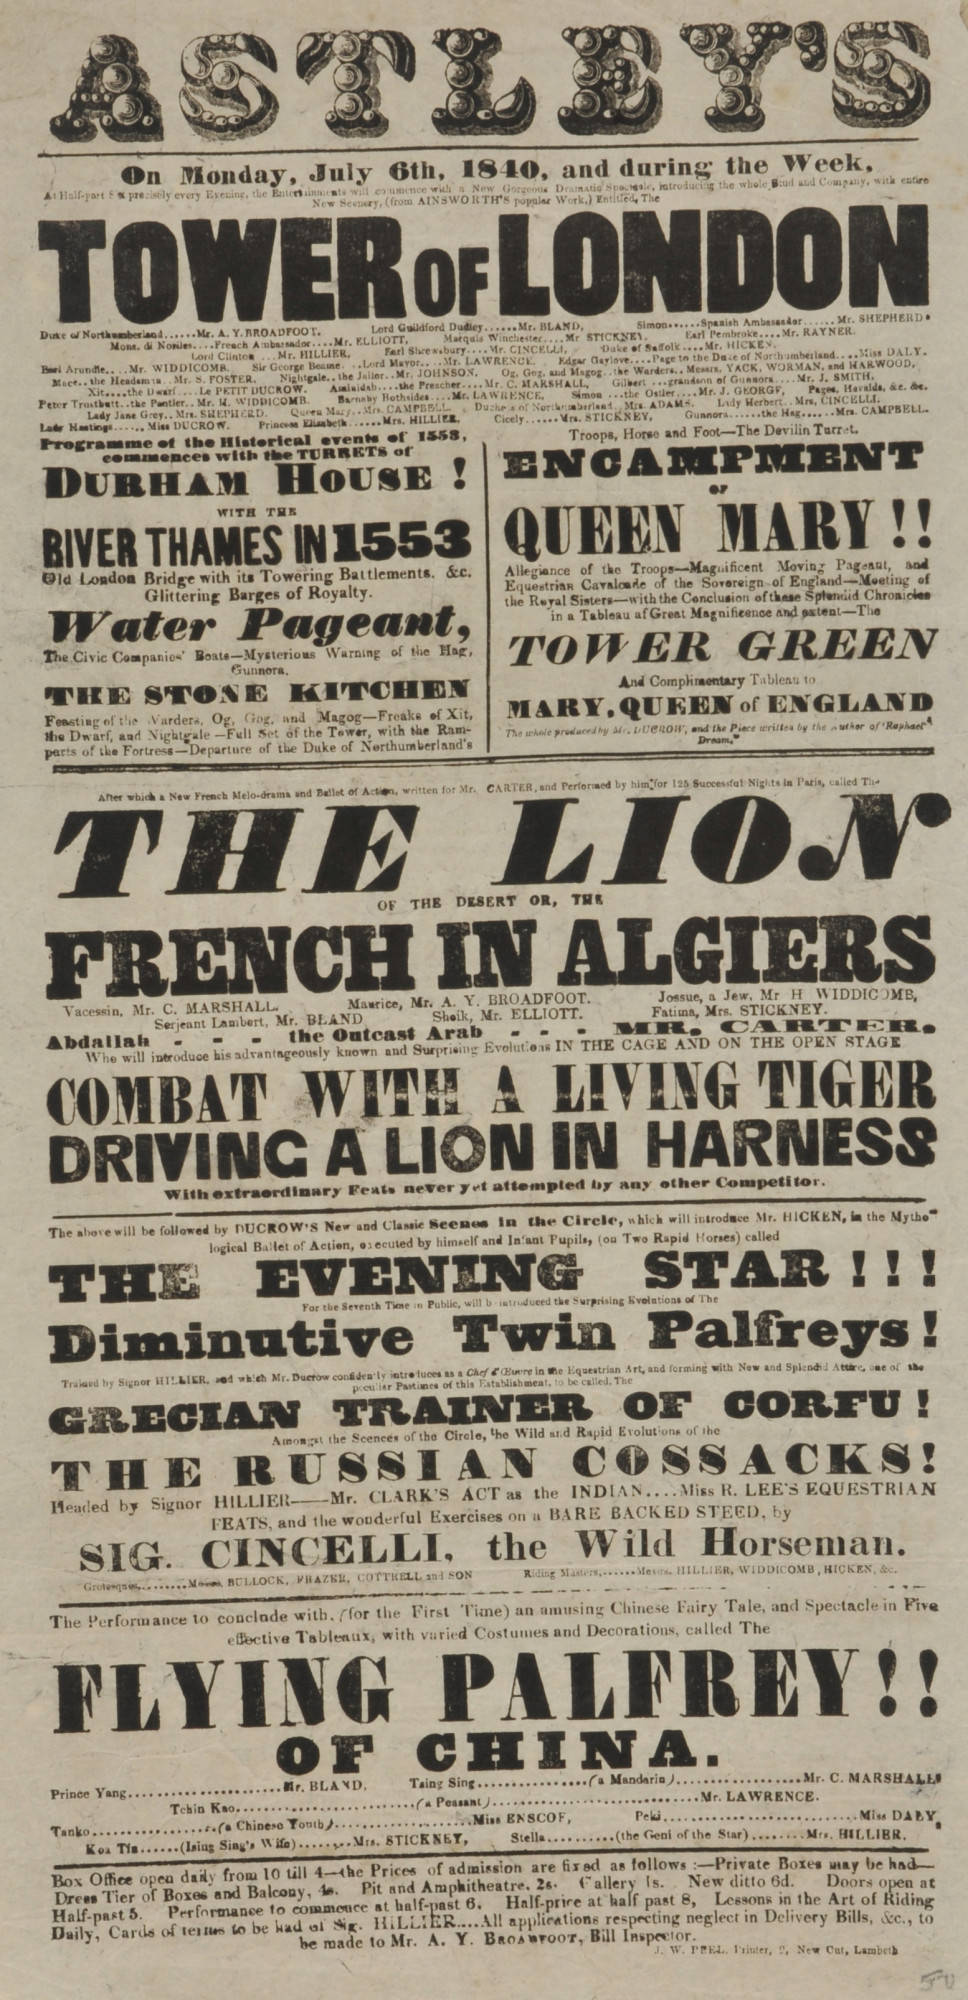 ASTLEY'S
On Monday, July 6th, 1840, and during the Week,
At Half-past precisely every Evening, the Entertainments will commence with a New Gorgeous Dramatic Spectacle, introducing the whole Stud and Company, with entire
New Scenery, (from AINSWORTH'S popular Work,) Entitled, The
TOWER OF LONDON
Duke of Northumberland......Mr. A. Y. BROADFOOT, Lord Guildford Dudley......Mr. BLAND, Simon......Spanish Ambassador......Mr. SHEPHERD.
Mons. di Noailes....French Ambassador....Mr. ELLIOTT, Marquis Winchester....Mr STICKNEY, Earl Pembroke....Mr. RAYNER.
Lord Clinton ...Mr. HILLIER, Earl Shrewsbury....Mr. CINCELLI, Duke of Suffolk....Mr. HICKEN.
Earl Arundle,...Mr. WIDDICOMB. Sir George Beaune...Lord Mayor...Mr. LAWRENCE. Edgar Gaylove...Page to the Duke of Northumberland....Miss DALY.
Mace..the Headsman...Mr. S. FOSTER, Nightgale..the Jailor..Mr. JOHNSON. Og, Gog, and Magog..the Warders..Messrs. YACK, WORMAN, and HARWOOD,
Xit.....the Dwarf....Le PETIT DUCROW. the Prescher....Mr. C. MARSHALL, Gilbert ...grandson of Gunnora....Mr. J. SMITH,
Peter Trustbutt..the Pantler..Mr. H. WIDDICOMB. Barnaby Hothsides....Mr. LAWRENCE, Simon ...the Ostler....Mr. J. GEORGE, Pages, Heralds, &c. &c.
Lady Jane Grey..Mrs. SHEPHERD. Queen Mary..Mrs. CAMPBELL. Duchess of Northumberland..Mrs. ADAMS. Lady Herbert..Mrs. CINCELLI.
Lady Hastings......Miss DUCROW. Princess Elizabeth......Mrs. HILLIER, Cicely......Mrs. STICKNEY, Gunnora......the Hag......Mrs. CAMPBELL.
Programme of the Historical events of 1553,
commences with the TURRETS of
DURHAM HOUSE!
WITH THE
RIVER THAMES IN 1553
Old London Bridge with its Towering Battlements. &c.
Glittering Barges of Royalty.
Water Pageant,
The Civic Companies' Boats—Mysterious Warning of the Hag,
Gunnora.
THE STONE KITCHEN
Feasting of the Warders, Og, Gog, and Magog—Freaks of Xit,
the Dwarf, and Nightgale—Full Set of the Tower, with the Ram-
parts of the Fortress—Departure of the Duke of Northumberland's
Troops, Horse and Foot—The Devilin Turret.
ENCAMPMENT
OF
QUEEN MARY!!
Allegiance of the Troops—Magnificent Moving Pageant, and
Equestrian Cavalcade of the Sovereign of England—Meeting of
the Royal Sisters—with the Conclusion of these Splendid Chronicles
in a Tableau af Great Magnificence and extent—The
TOWER GREEN
And Complimentary Tableau to
MARY, QUEEN of ENGLAND
The whole produced by Mr. DUCROW, and the Piece written by the Author of 'Raphael's
Dream,"
After which a New French Melo-drama and Ballet of Action, written for Mr. CARTER, and Performed by him for 125 Successful Nights in Paris, called The
THE LION
OF THE DESERT OR, THE
FRENCH IN ALGIERS
Vacessin, Mr. C. MARSHALL. Maurice, Mr. A. Y. BROADFOOT. Jossue, a Jew, Mr H WIDDICOMB,
Serjeant Lambert, Mr. BLAND Sheik, Mr. ELLIOTT. Fatima, Mrs. STICKNEY.
Abdallah - - - the Outcast Arab - - - MR. CARTER.
Who will introduce his advantageously known and Surprising Evolutions IN THE CAGE AND ON THE OPEN STAGE
COMBAT WITH A LIVING TIGER
DRIVING A LION IN HARNESS
With extraordinary Feats never yet attempted by any other Competitor.
The above will be followed by DUCROW'S New and Classic Scenes in the Circle, which will introduce Mr. HICKEN, in the Mytho-
logical Ballet of Action, executed by himself and Infant Pupils, (on Two Rapid Horses) called
THE EVENING STAR!!!
For the Seventh Time in Public, will be introduced the Surprising Evolutions of The
Diminutive Twin Palfreys!
Trained by Signor HILLIER, and which Mr. Ducrow confidently introduces as a Chef d'Œuvre in the Equestrian Art, and forming with New and Splendid Attire, one of the
peculiar Pastimes of this Establishment, to be called, The
GRECIAN TRAINER OF CORFU!
Amongst the Scences of the Circle, the Wild and Rapid Evolutions of the
THE RUSSIAN COSSACKS!
Headed by Signor HILLIER——Mr. CLARK'S ACT as the INDIAN....Miss R. LEE'S EQUESTRIAN
FEATS, and the wonderful Exercises on a BARE BACKED STEED, by
SIG. CINCELLI, the Wild Horseman.
Grotesques.........Messrs. BULLOCK, FRAZER, COTTRELL and SON Riding Masters,......Messrs. HILLIER, WIDDICOMB, HICKEN, &c.
The Performance to conclude with, (for the First Time) an amusing Chinese Fairy Tale, and Spectacle in Five
effective Tableaux, with varied Costumes and Decorations, called The
FLYING PALFREY!!
OF CHINA.
Prince Yang....................Mr. BLAND, Tsing Sing..............(a Mandarin)................Mr. C. MARSHALL.
Tchin Kao.......................(a Peasant)...........................Mr. LAWRENCE.
Tanko...............(a Chinese Youth)..................Miss ENSCOF, Peki.........................Miss DALY,
Koa Tin......(Ising Sing's Wife).......Mrs. STICKNEY, Stella..........(the Geni of the Star)........Mrs. HILLIER.
Box Office open daily from 10 till 4—the Prices of admission are fixed as follows:—Private Boxes may be had—
Dress Tier of Boxes and Balcony, 4s. Pit and Amphitheatre, 2s. Gallery 1s. New ditto 6d. Doors open at
Half-past 5. Performance to commence at half-past 6. Half-price at half past 8, Lessons in the Art of Riding
Daily, Cards of terms to be had of Sig. HILLIER....All applications respecting neglect in Delivery Bills, &c., to
be made to Mr. A. Y. BROADFOOT, Bill Inspector.
J. W. PEEL, Printer, 9, New Cut, Lambeth